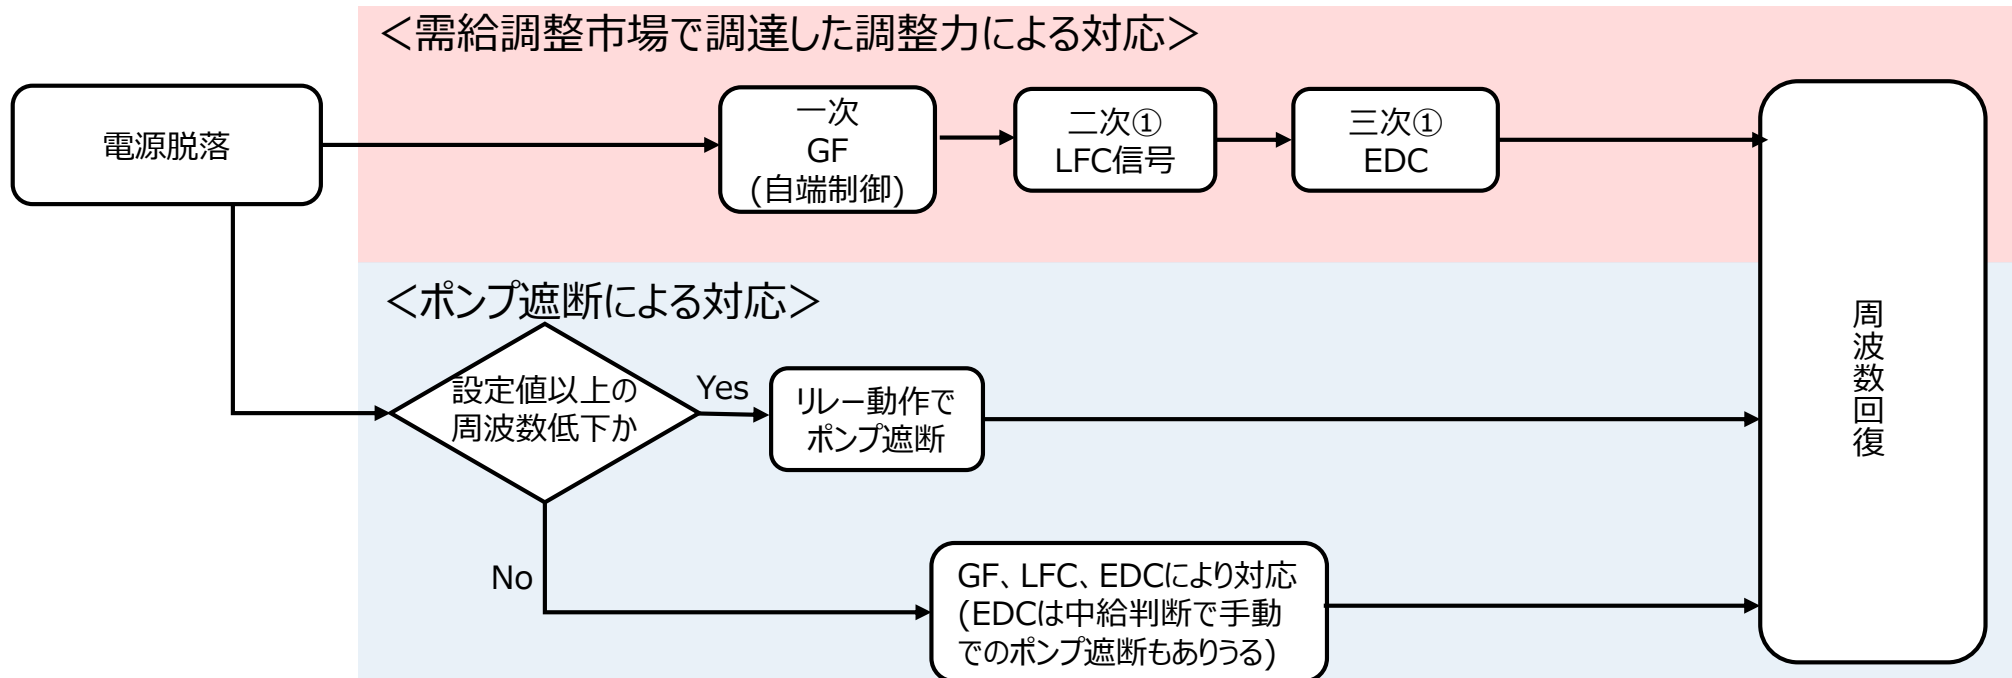 ＜需給調整市場で調達した調整力による対応＞
電源脱落
一次
GF
(自端制御)
二次①
LFC信号
三次①
EDC
＜ポンプ遮断による対応＞
設定値以上の
周波数低下か
Yes
リレー動作で
ポンプ遮断
No
GF、LFC、EDCにより対応
(EDCは中給判断で手動
でのポンプ遮断もありうる)
周波数回復